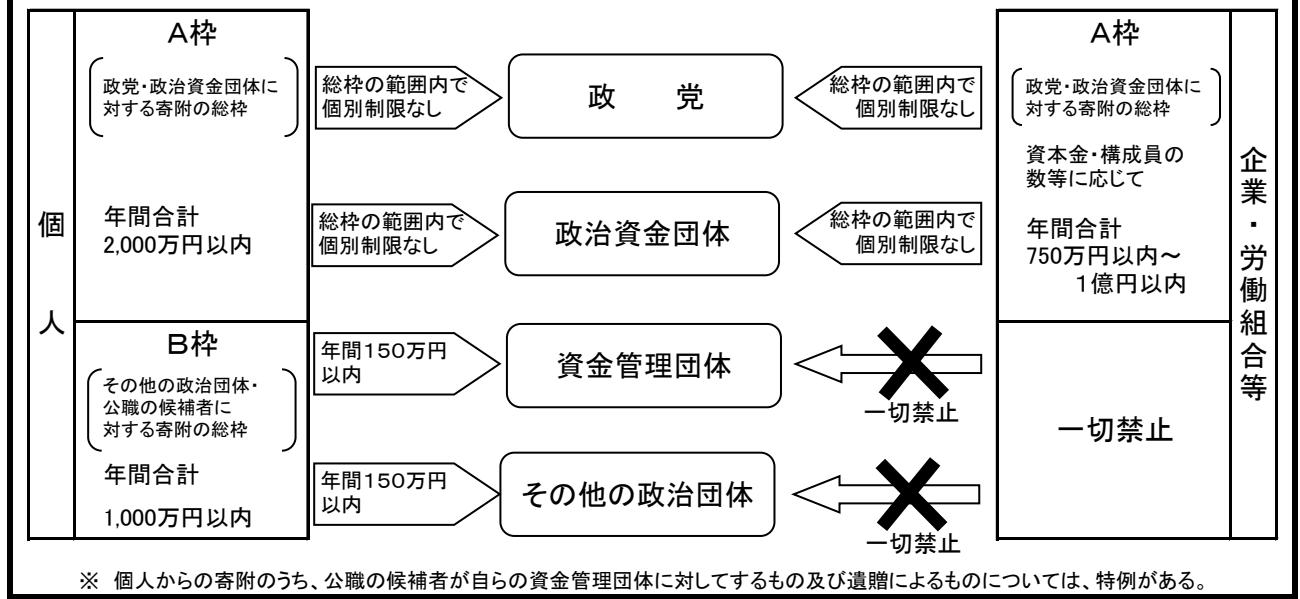 個人
A枠
政党・政治資金団体に
対する寄附の総枠
年間合計
2,000万円以内
B枠
その他の政治団体・
公職の候補者に
対する寄附の総枠
年間合計
1,000万円以内
総枠の範囲内で
個別制限なし
政 党
総枠の範囲内で
個別制限なし
総枠の範囲内で
個別制限なし
政治資金団体
総枠の範囲内で
個別制限なし
年間150万円
以内
資金管理団体
一切禁止
年間150万円
以内
その他の政治団体
一切禁止
A枠
政党・政治資金団体に
対する寄附の総枠
資本金・構成員の
数等に応じて
年間合計
750万円以内~
1億円以内
一切禁止
企業・労働組合等
※ 個人からの寄附のうち、公職の候補者が自らの資金管理団体に対してするもの及び遺贈によるものについては、特例がある。